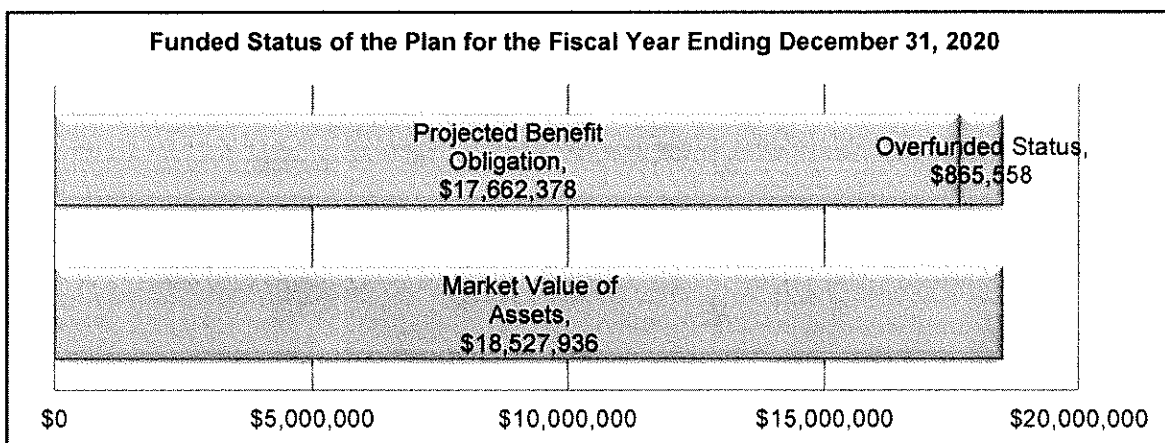 Funded Status of the Plan for the Fiscal Year Ending December 31, 2020
Projected Benefit
Obligation,
$17,662,378
Overfunded Status,
$865,558
Market Value of
Assets,
$18,527,936
$0 $5,000,000 $10,000,000 $15,000,000 $20,000,000